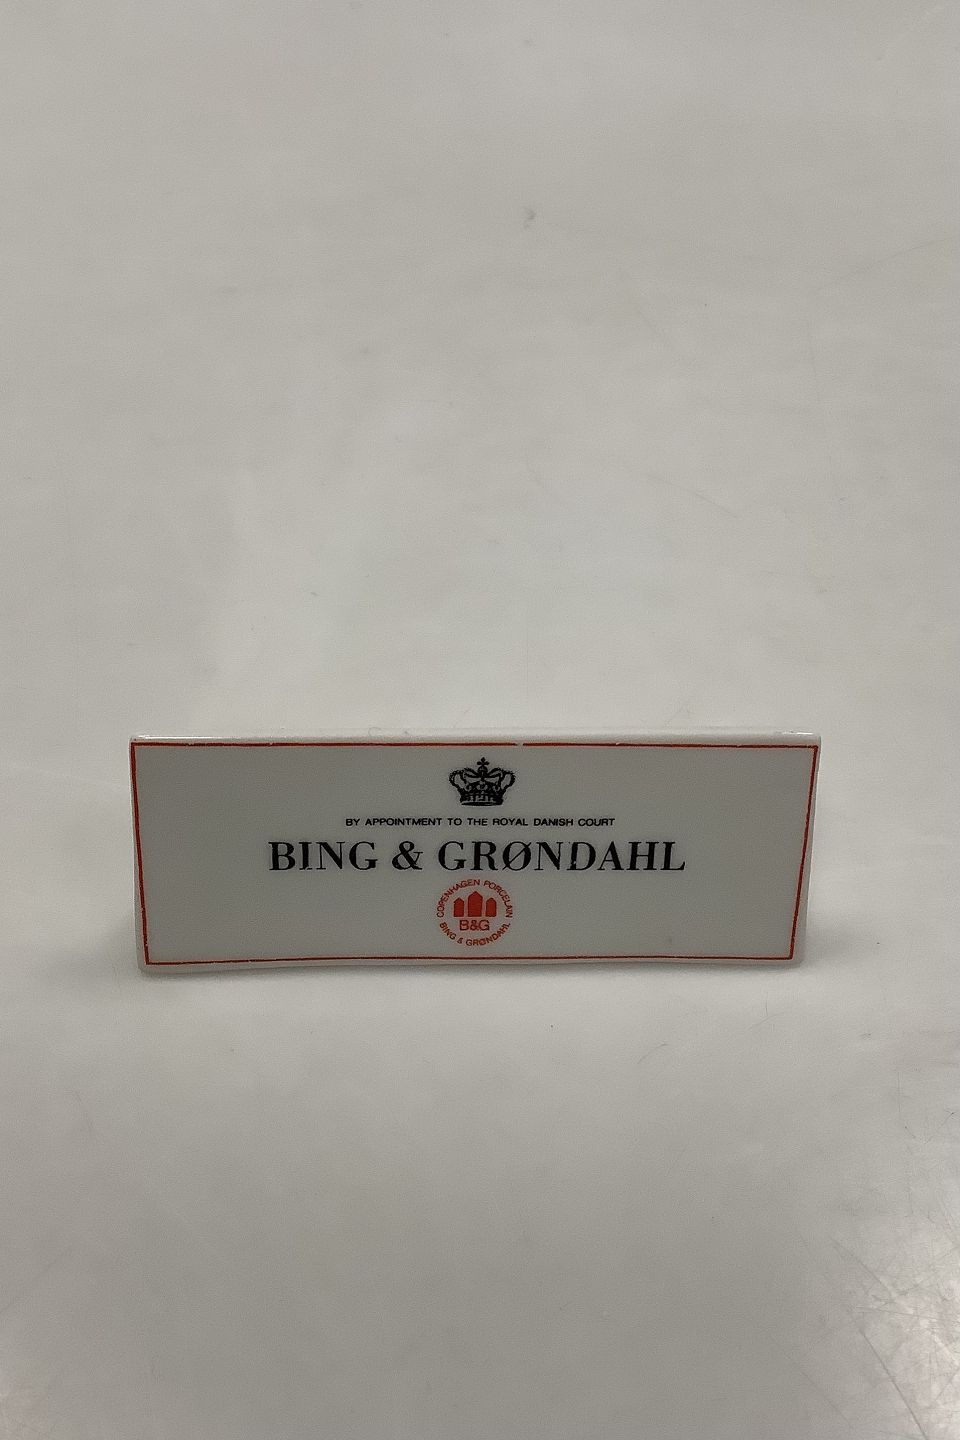 BY APPOINTMENT TO THE ROYAL DANISH COURT
BING & GRØNDAHL
COPENHAGEN PORCELAIN
B&G
BING & GRØNDAHL